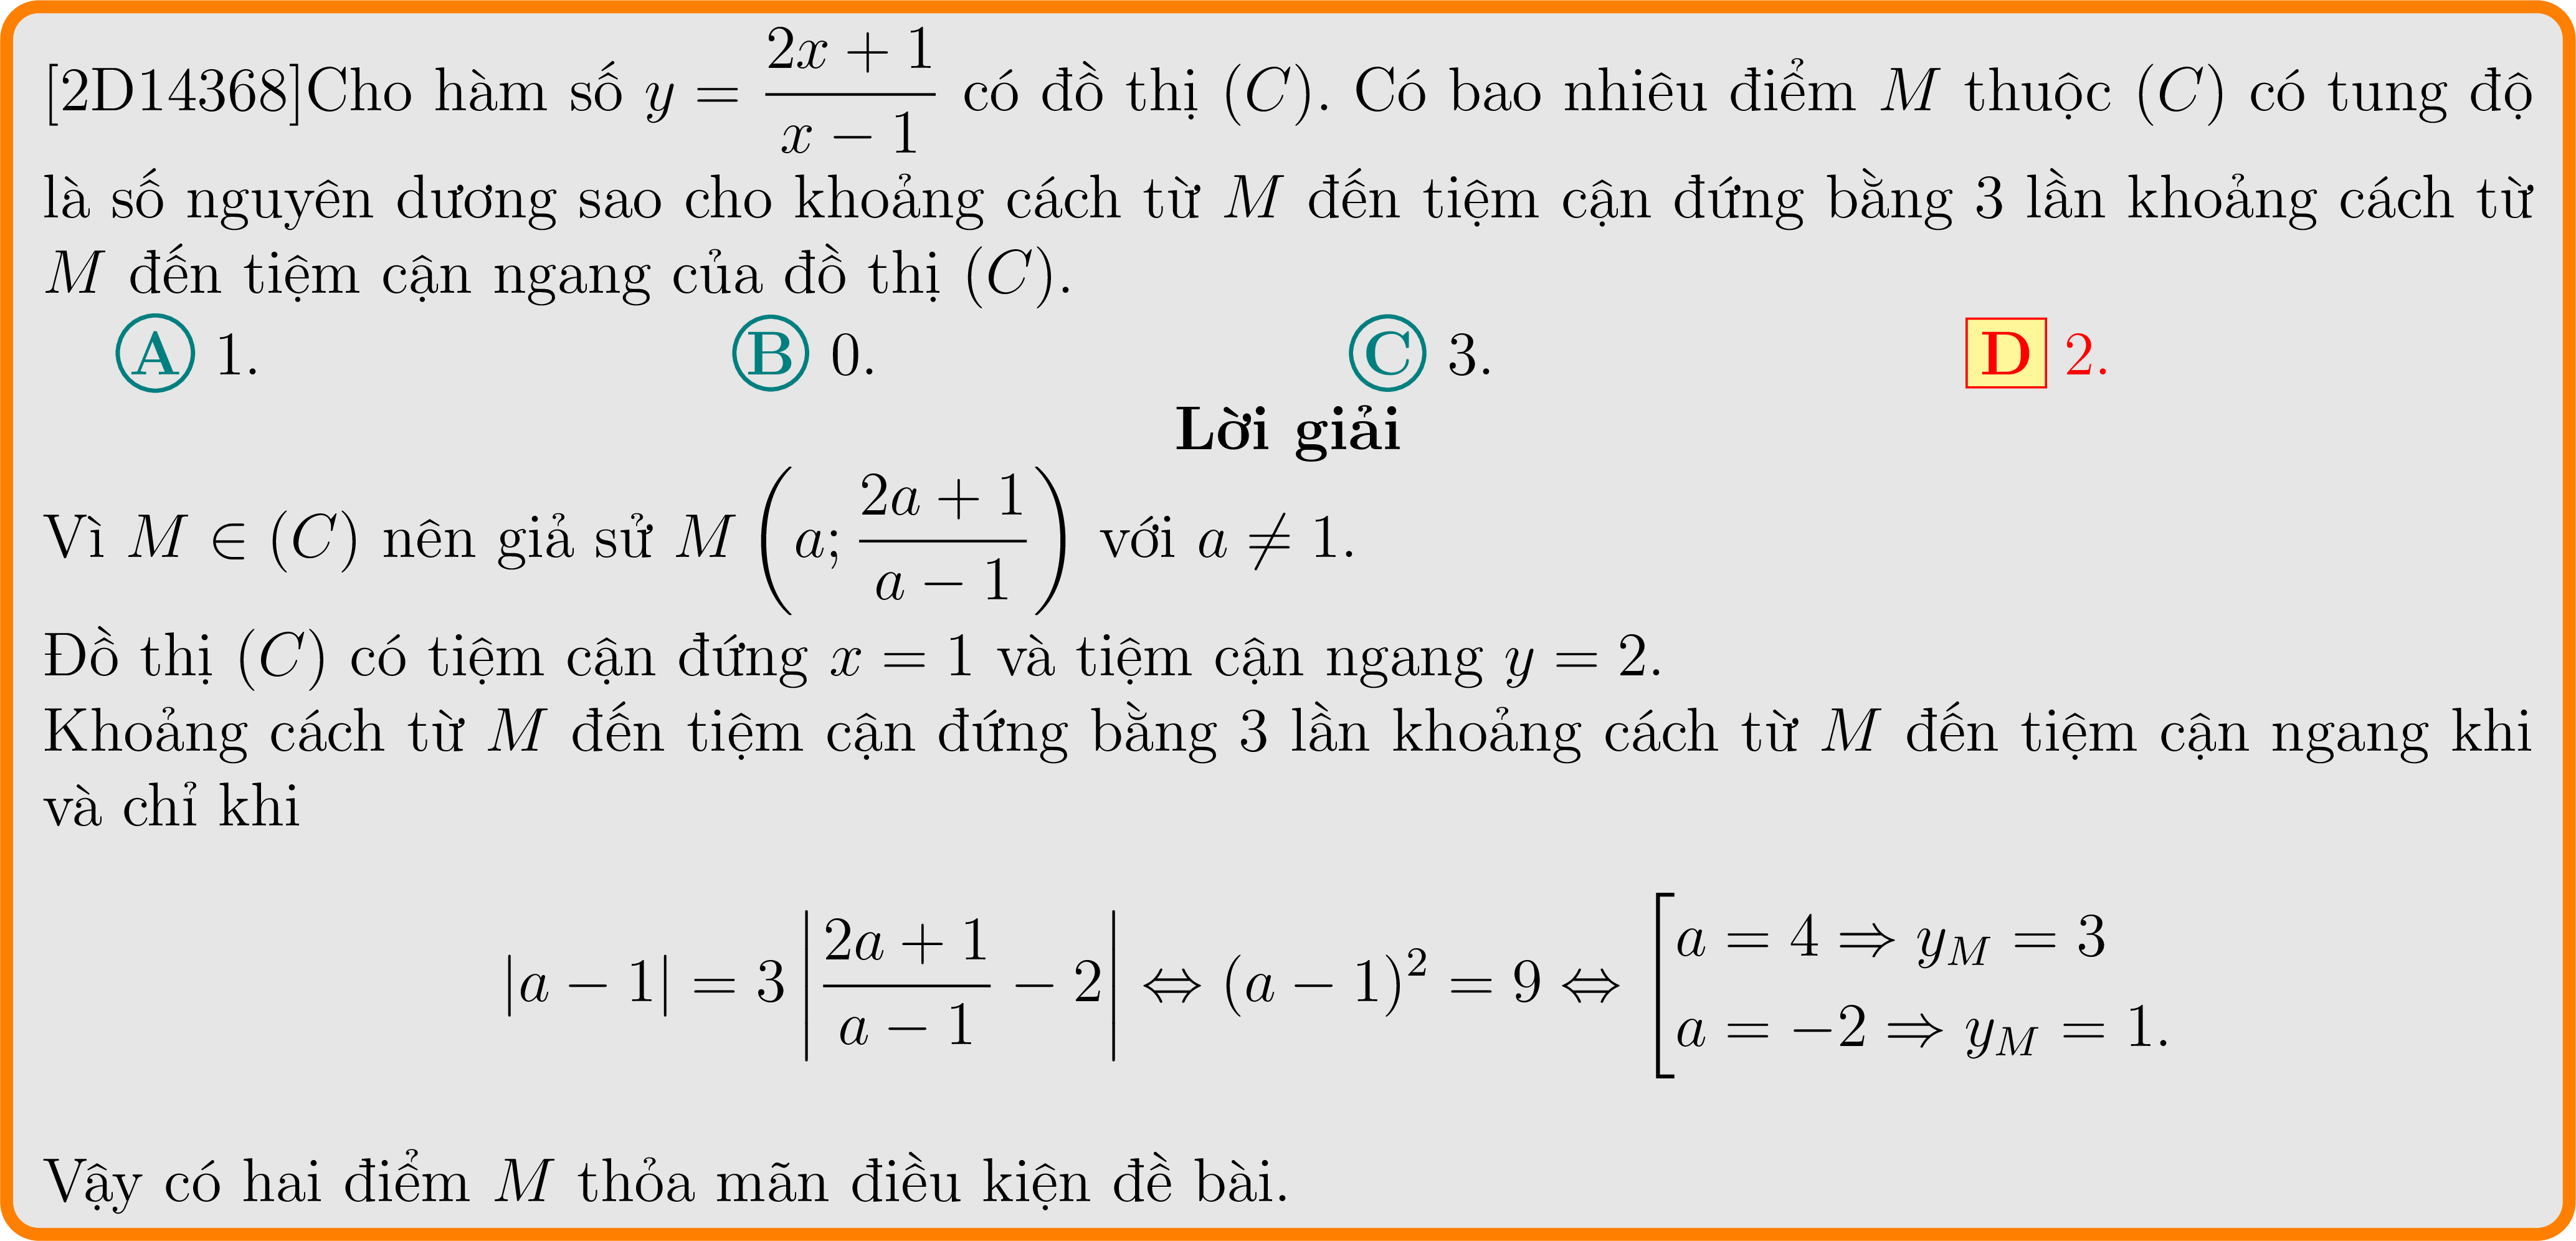 [2D14368]Cho hàm số $y = \dfrac{2x+1}{x-1}$ có đồ thị $(C)$. Có bao nhiêu điểm $M$ thuộc $(C)$ có tung độ
là số nguyên dương sao cho khoảng cách từ $M$ đến tiệm cận đứng bằng 3 lần khoảng cách từ
$M$ đến tiệm cận ngang của đồ thị $(C)$.
A 1. B 0. C 3. D 2.
Lời giải
Vì $M \in (C)$ nên giả sử $M\left(a; \dfrac{2a+1}{a-1}\right)$ với $a \neq 1$.
Đồ thị $(C)$ có tiệm cận đứng $x = 1$ và tiệm cận ngang $y = 2$.
Khoảng cách từ $M$ đến tiệm cận đứng bằng 3 lần khoảng cách từ $M$ đến tiệm cận ngang khi
và chỉ khi
$|a-1| = 3\left|\dfrac{2a+1}{a-1} - 2\right| \Leftrightarrow (a-1)^2 = 9 \Leftrightarrow \left[\begin{array}{l} a = 4 \Rightarrow y_M = 3 \\ a = -2 \Rightarrow y_M = 1. \end{array}\right.$
Vậy có hai điểm $M$ thỏa mãn điều kiện đề bài.